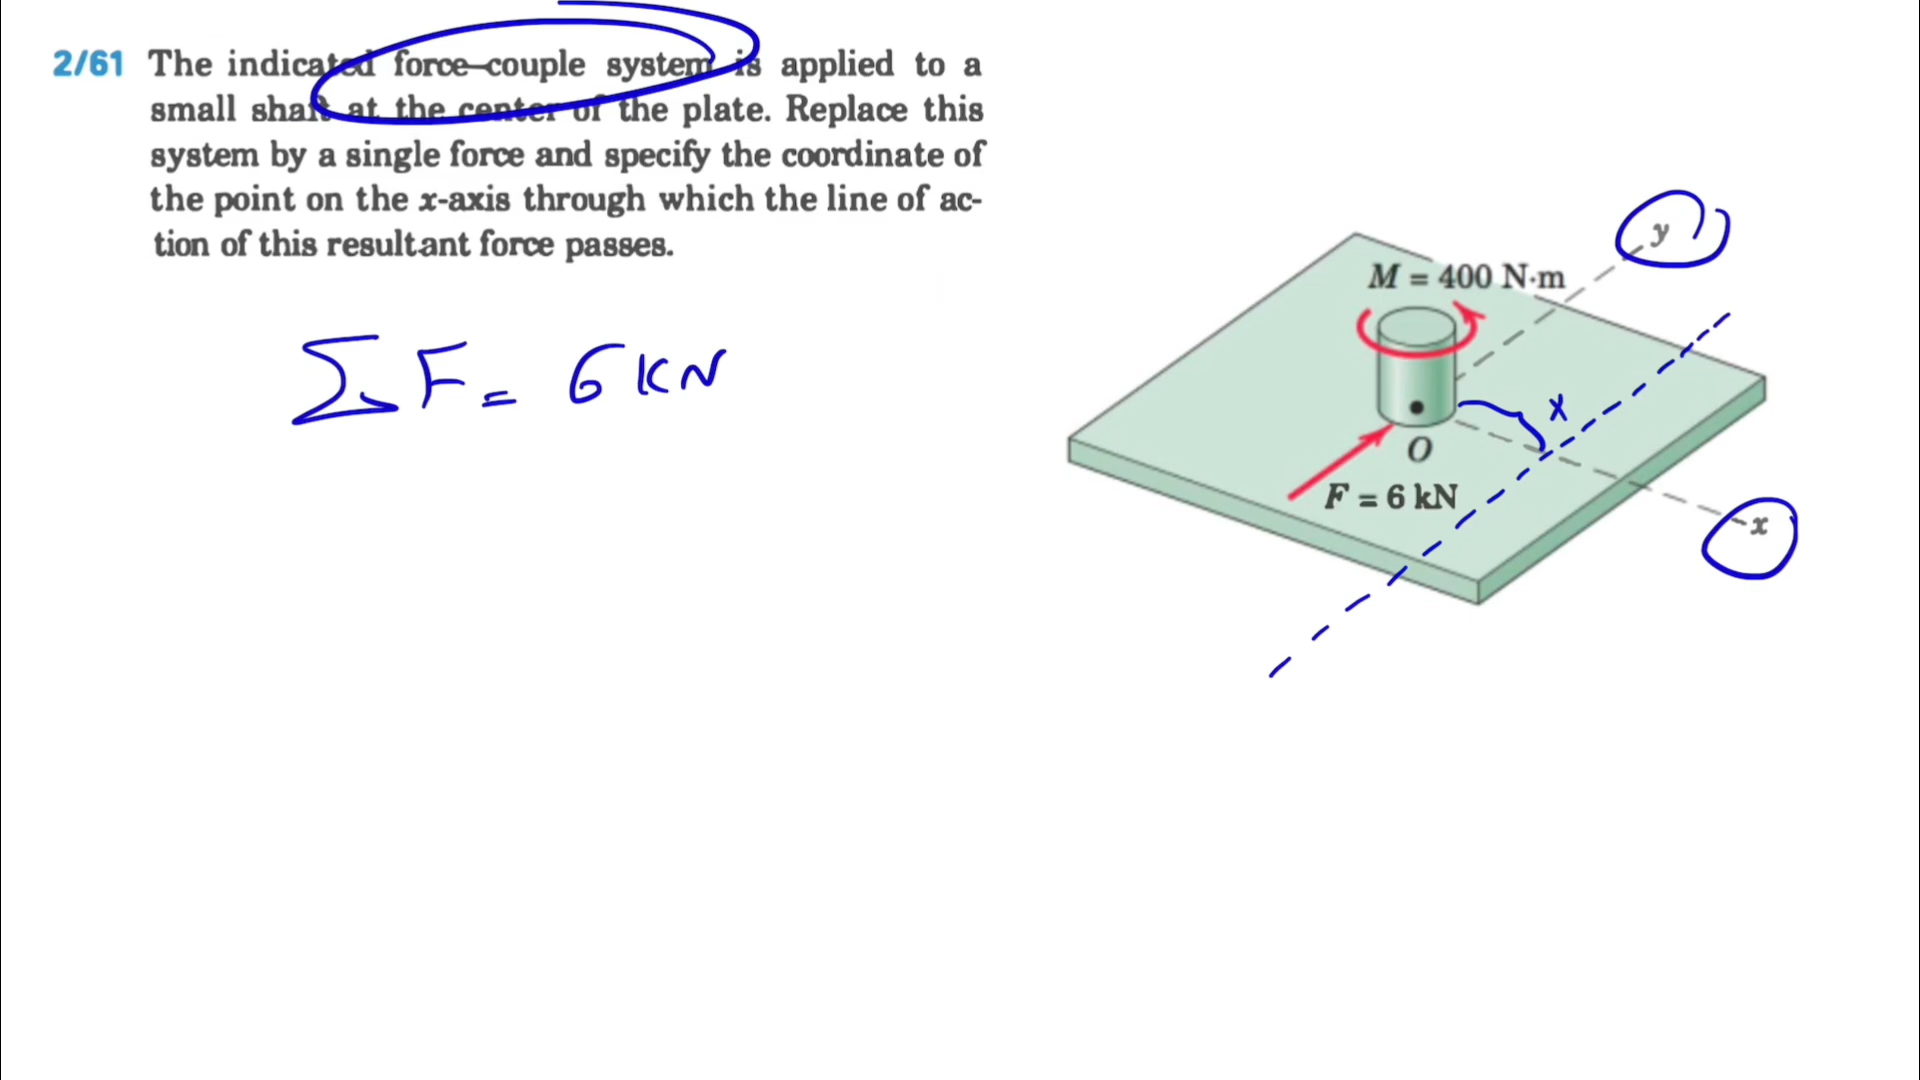 2/61 The indicated force–couple system is applied to a
small shaft at the center of the plate. Replace this
system by a single force and specify the coordinate of
the point on the x-axis through which the line of ac-
tion of this resultant force passes.
y
M = 400 N·m
∑F = 6 KN
x
O
F = 6 kN
x